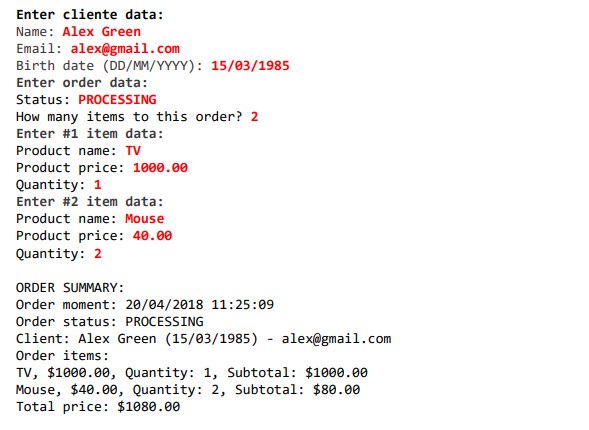 Enter cliente data:
Name: Alex Green
Email: alex@gmail.com
Birth date (DD/MM/YYYY): 15/03/1985
Enter order data:
Status: PROCESSING
How many items to this order? 2
Enter #1 item data:
Product name: TV
Product price: 1000.00
Quantity: 1
Enter #2 item data:
Product name: Mouse
Product price: 40.00
Quantity: 2
ORDER SUMMARY:
Order moment: 20/04/2018 11:25:09
Order status: PROCESSING
Client: Alex Green (15/03/1985) - alex@gmail.com
Order items:
TV, $1000.00, Quantity: 1, Subtotal: $1000.00
Mouse, $40.00, Quantity: 2, Subtotal: $80.00
Total price: $1080.00